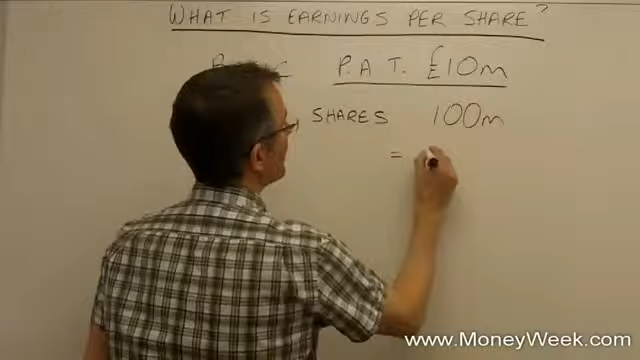 WHAT IS EARNINGS PER SHARE?
P.A.T. £10m
SHARES 100m
=
www.MoneyWeek.com